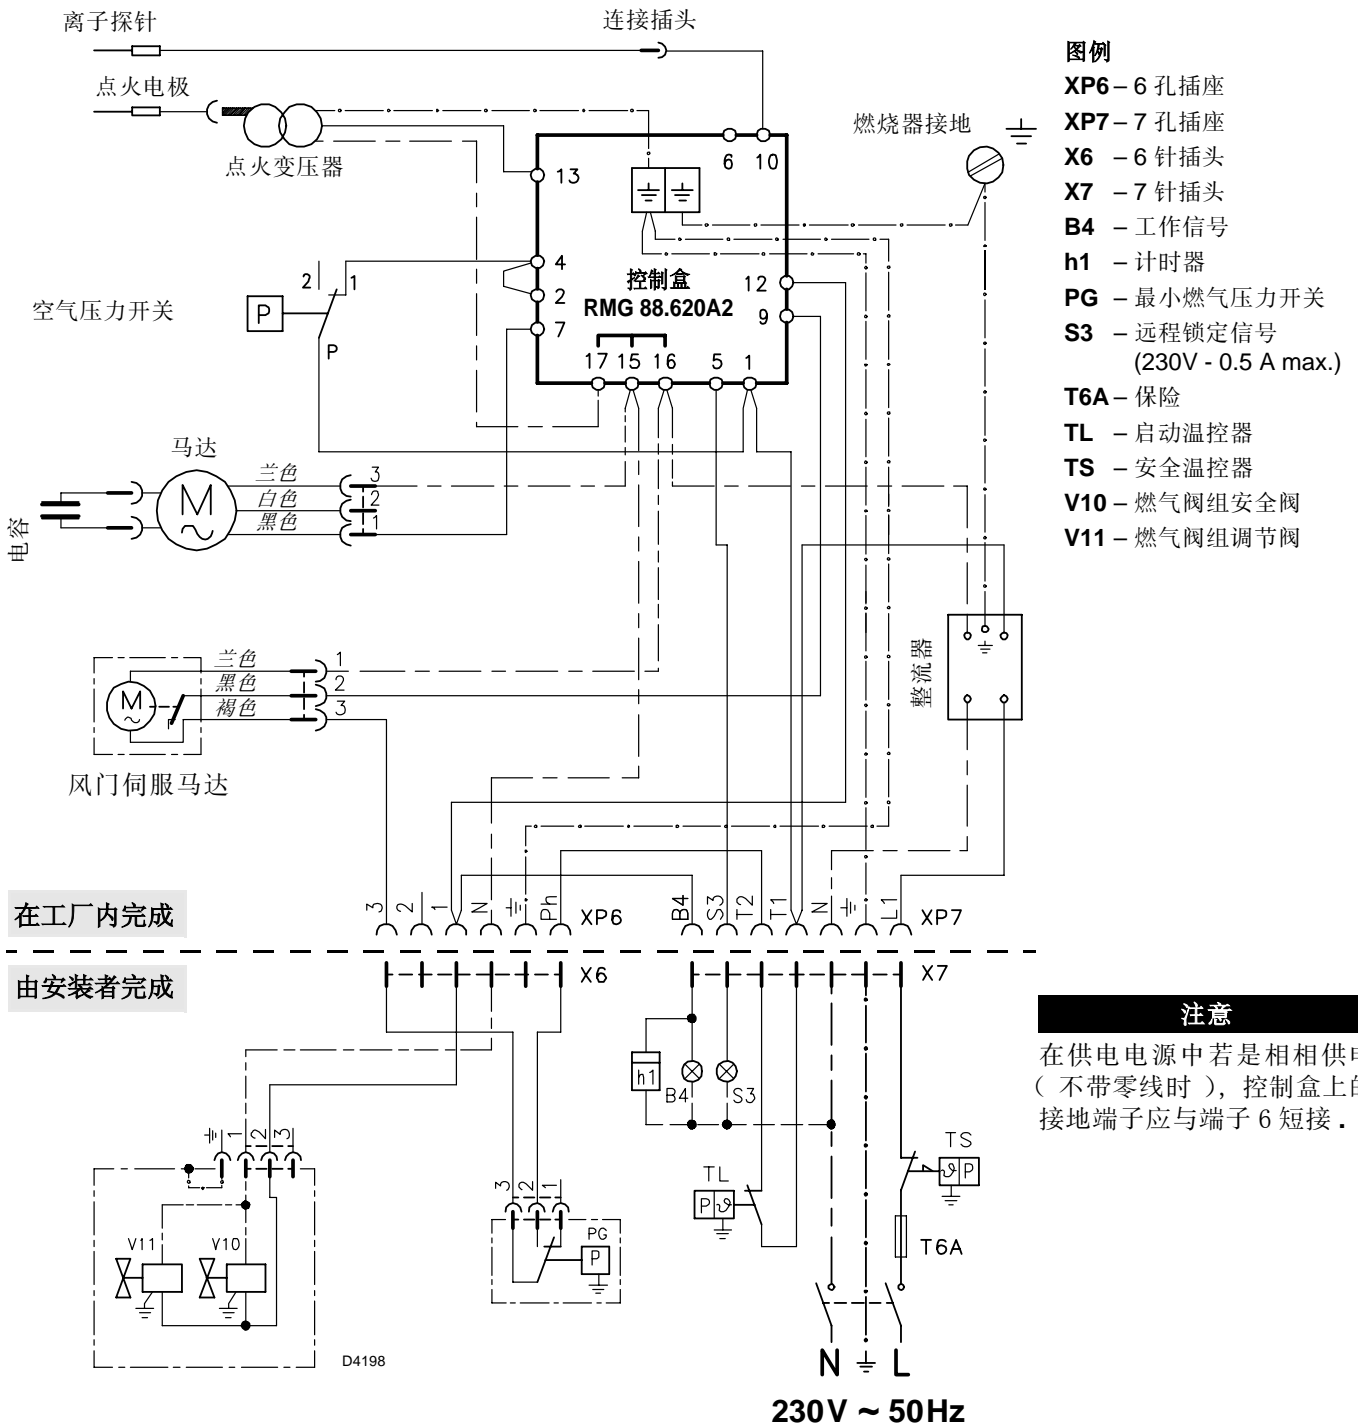 离子探针
连接插头
点火电极
点火变压器
燃烧器接地
6 10
13
4
2
7
12
9
控制盒
RMG 88.620A2
17 15 16 5 1
空气压力开关
P
2 1
P
马达
M
电容
兰色 3
白色 2
黑色 1
整流器
兰色 1
黑色 2
褐色 3
M
风门伺服马达
图例
XP6 – 6 孔插座
XP7 – 7 孔插座
X6 – 6 针插头
X7 – 7 针插头
B4 – 工作信号
h1 – 计时器
PG – 最小燃气压力开关
S3 – 远程锁定信号
(230V - 0.5 A max.)
T6A – 保险
TL – 启动温控器
TS – 安全温控器
V10 – 燃气阀组安全阀
V11 – 燃气阀组调节阀
在工厂内完成
3 2 1 N Ph XP6
B4 S3 T2 T1 N L1 XP7
由安装者完成
X6
X7
h1 B4 S3
1 2 3
V11 V10
3 2 1
PG
P
TL
P ϑ
TS
ϑ P
T6A
D4198
N L
230V ~ 50Hz
注意
在供电电源中若是相相供
( 不带零线时 ), 控制盒上
接地端子应与端子 6 短接 .